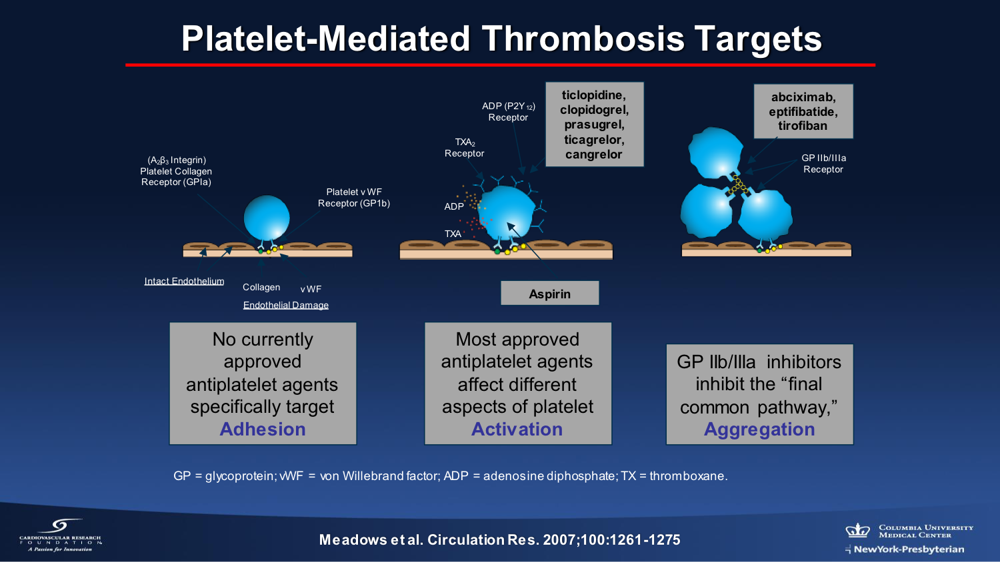 Platelet-Mediated Thrombosis Targets
ticlopidine,
clopidogrel,
prasugrel,
ticagrelor,
cangrelor
abciximab,
eptifibatide,
tirofiban
ADP (P2Y12)
Receptor
TXA2
Receptor
(A2β3 Integrin)
Platelet Collagen
Receptor (GPIa)
Platelet vWF
Receptor (GP1b)
GP IIb/IIIa
Receptor
ADP
TXA
Intact Endothelium
Collagen
vWF
Endothelial Damage
Aspirin
No currently
approved
antiplatelet agents
specifically target
Adhesion
Most approved
antiplatelet agents
affect different
aspects of platelet
Activation
GP IIb/IIIa inhibitors
inhibit the “final
common pathway,”
Aggregation
GP = glycoprotein; vWF = von Willebrand factor; ADP = adenosine diphosphate; TX = thromboxane.
CARDIOVASCULAR RESEARCH
FOUNDATION
A Passion for Innovation
Meadows et al. Circulation Res. 2007;100:1261-1275
COLUMBIA UNIVERSITY
MEDICAL CENTER
NewYork-Presbyterian